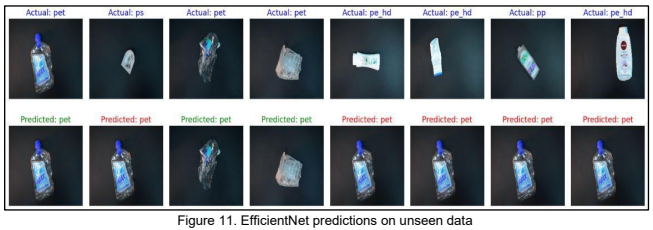 Actual: pet Actual: ps Actual: pet Actual: pet Actual: pe_hd Actual: pe_hd Actual: pp Actual: pe_hd
Predicted: pet Predicted: pet Predicted: pet Predicted: pet Predicted: pet Predicted: pet Predicted: pet Predicted: pet
Figure 11. EfficientNet predictions on unseen data